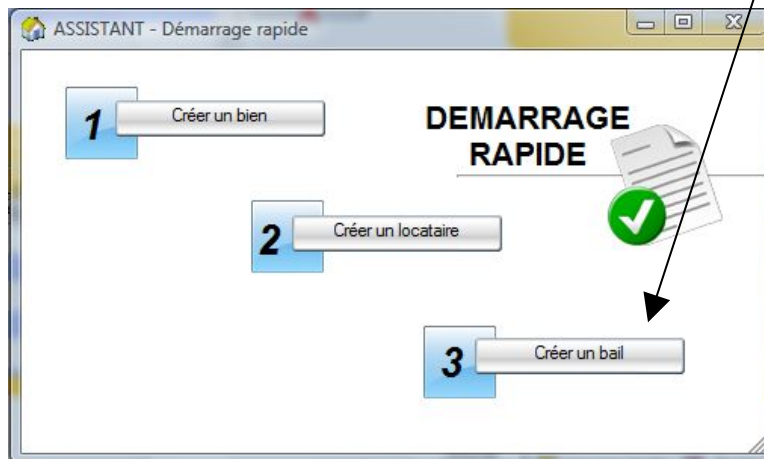 ASSISTANT - Démarrage rapide
1 Créer un bien
DEMARRAGE
RAPIDE
2 Créer un locataire
3 Créer un bail